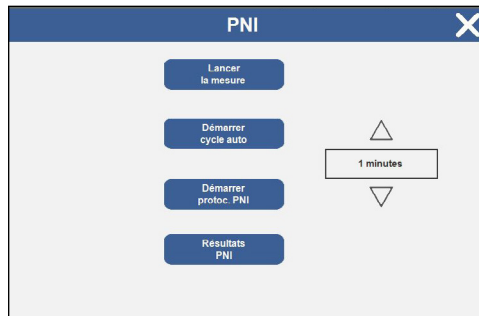 PNI
Lancer
la mesure
Démarrer
cycle auto
1 minutes
Démarrer
protoc. PNI
Résultats
PNI